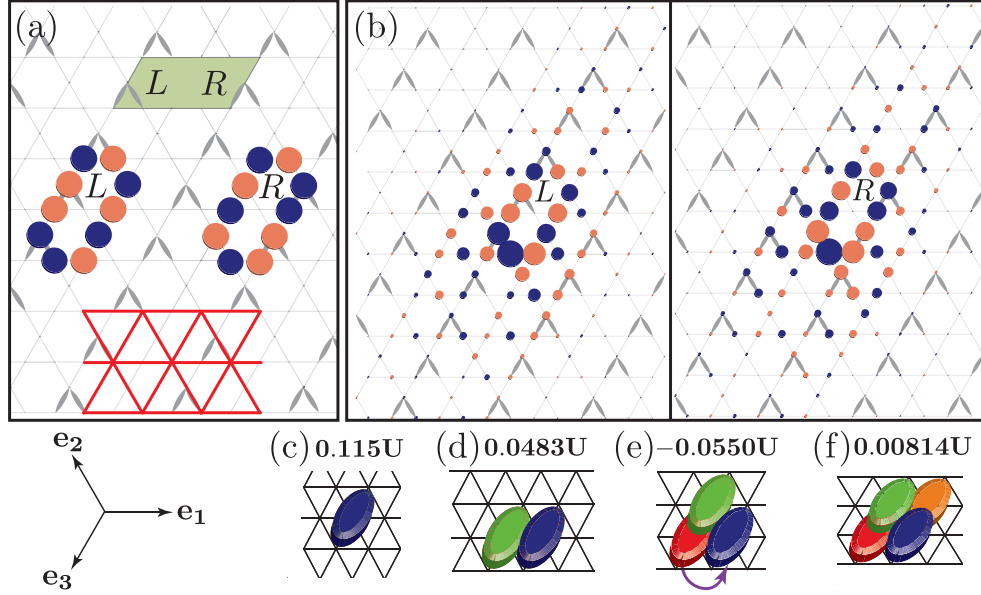 (a)
L R
L
R
(b)
L
R
e₂
e₁
e₃
(c) 0.115U
(d) 0.0483U
(e) −0.0550U
(f) 0.00814U